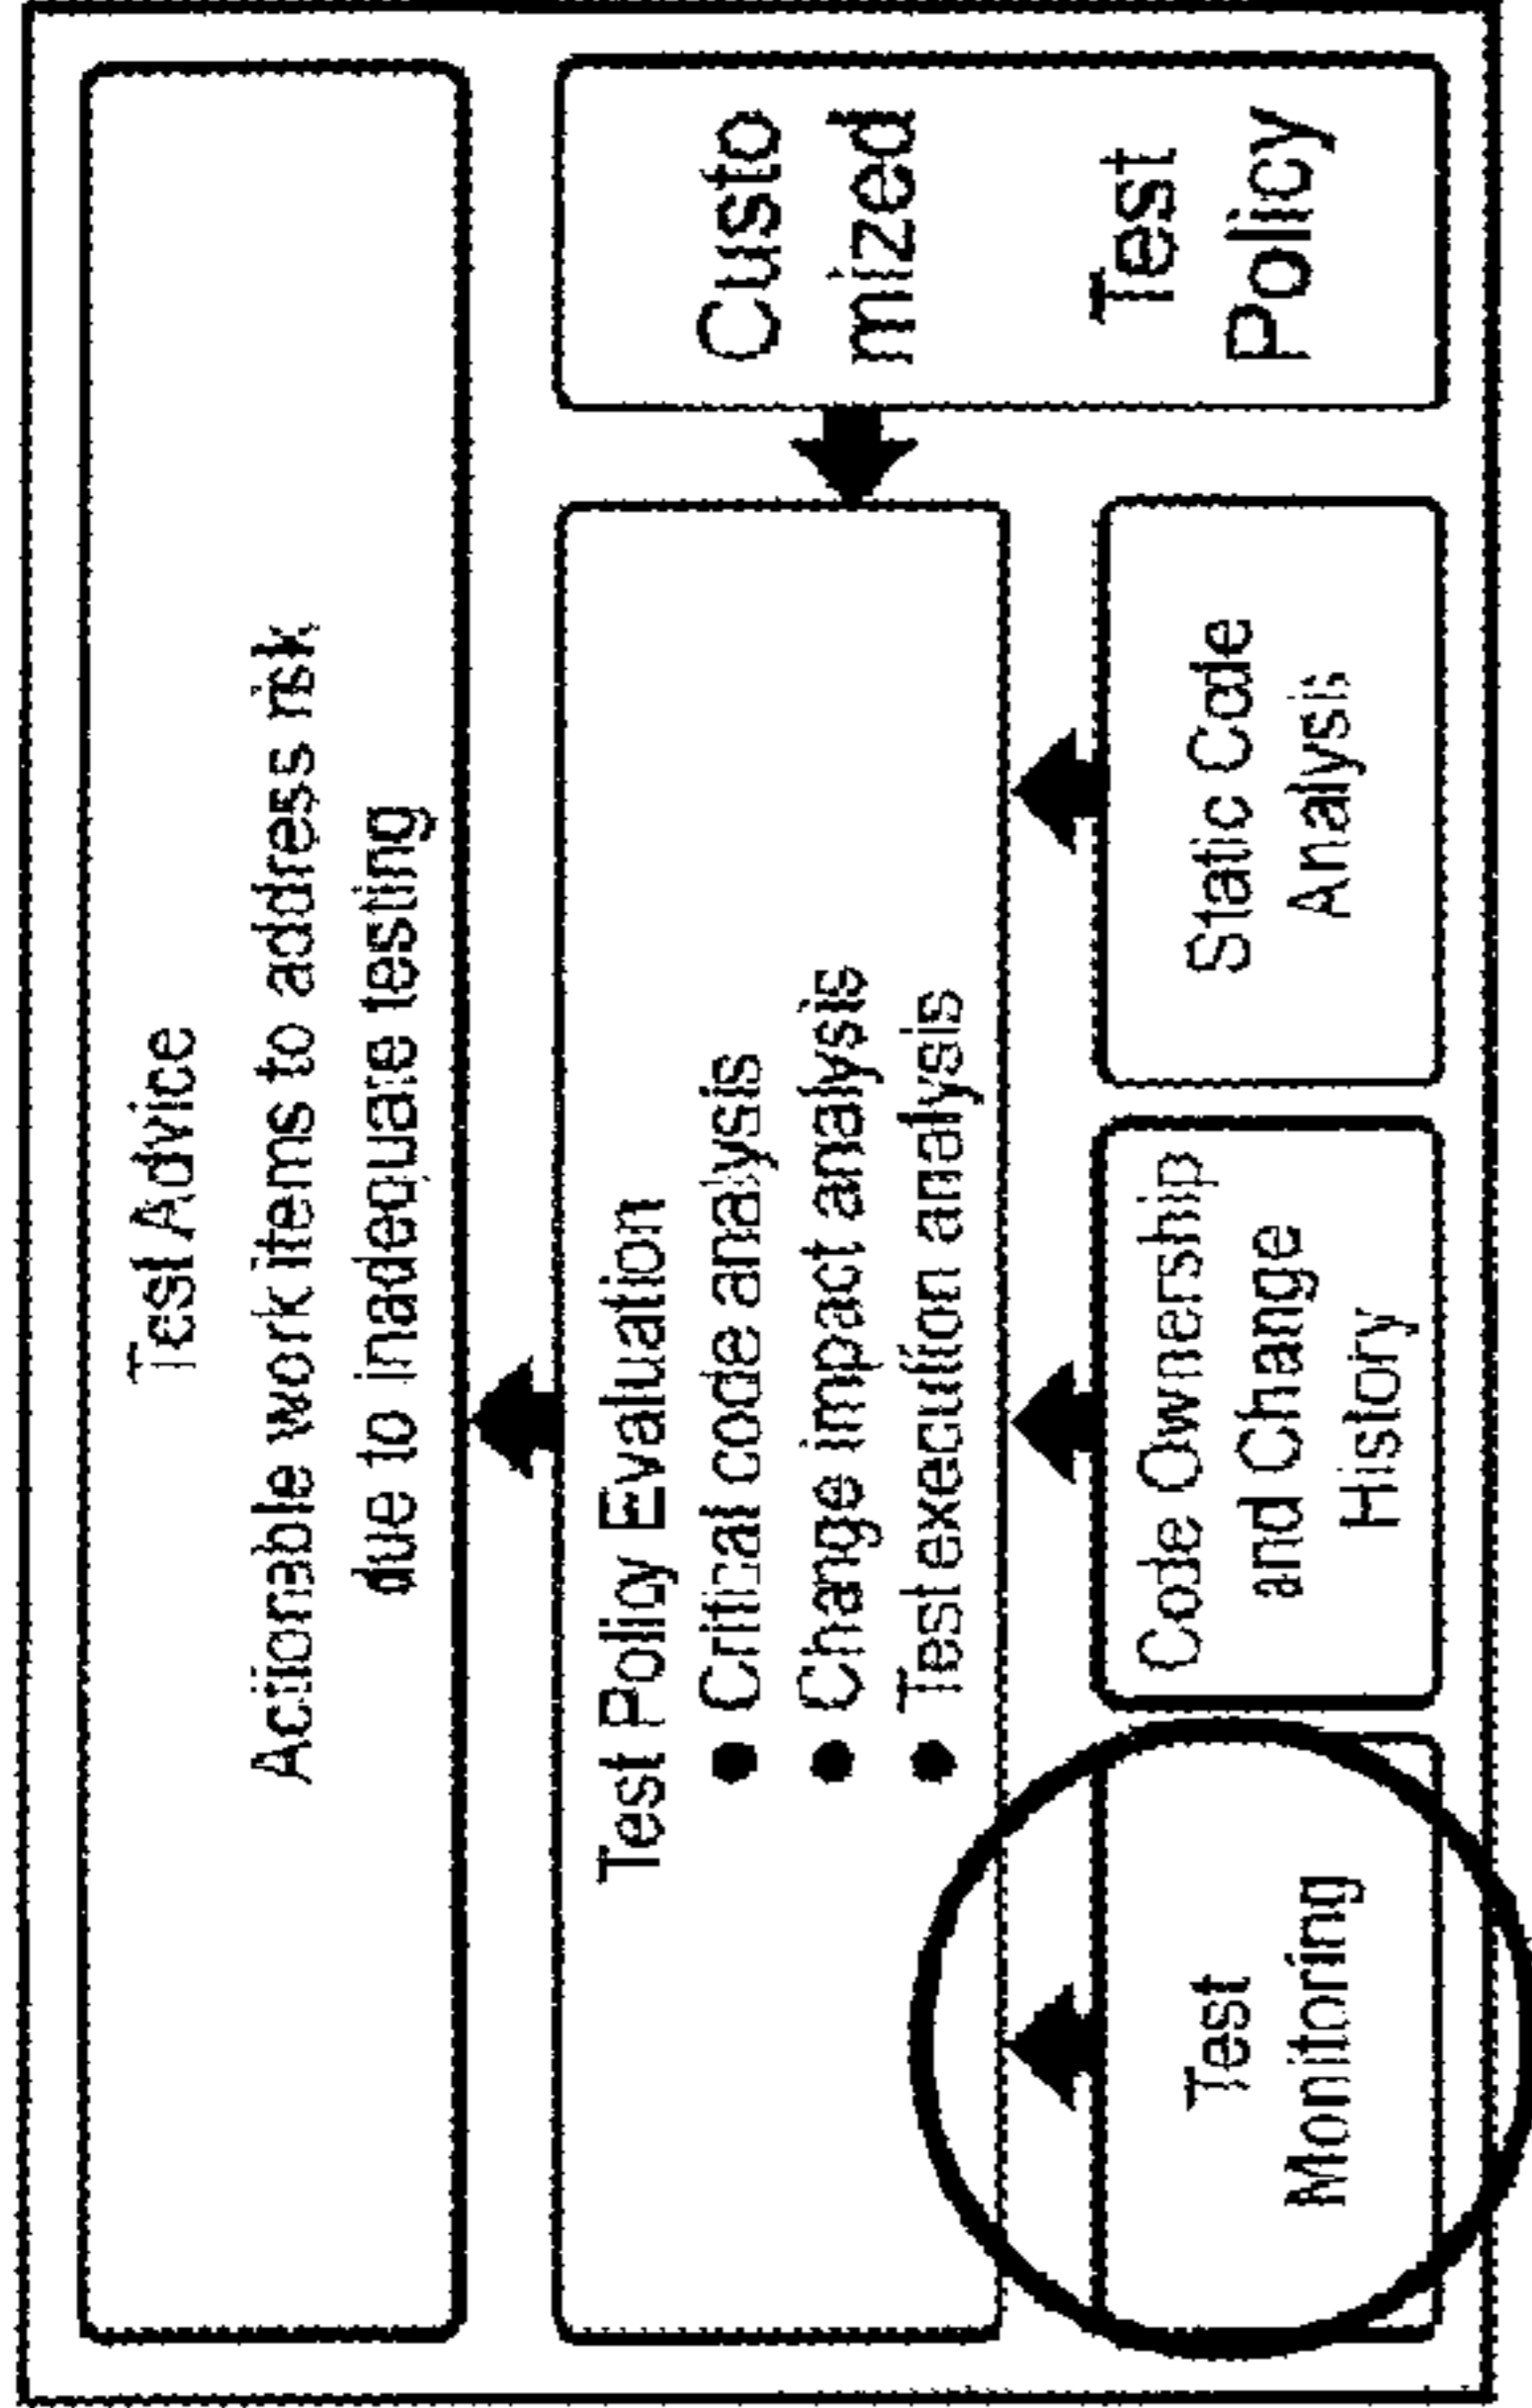 Test Advice
Actionable work items to address risk
due to inadequate testing
Test Policy Evaluation
● Critical code analysis
● Change impact analysis
● Test execution analysis
Custo
mized
Test
Policy
Test
Monitoring
Code Ownership
and Change
History
Static Code
Analysis